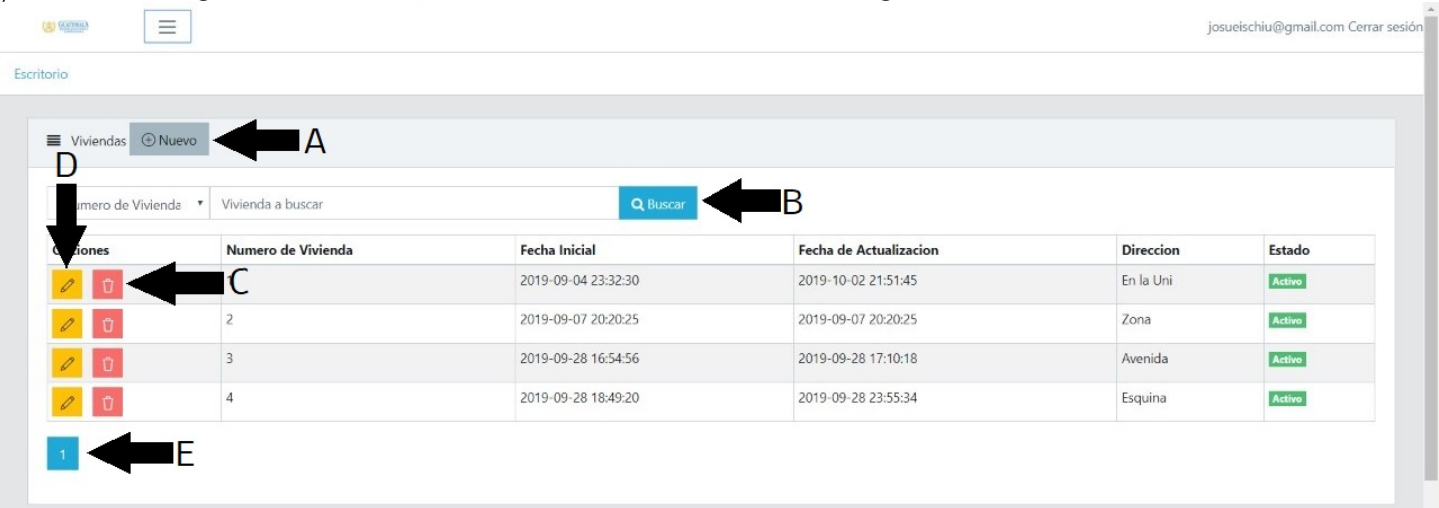 GUATEMALA
josueischiu@gmail.com Cerrar sesión
Escritorio
Viviendas Nuevo
A
D
Numero de Vivienda Vivienda a buscar Buscar
B
Numero de Vivienda Fecha Inicial Fecha de Actualizacion Direccion Estado
C 2019-09-04 23:32:30 2019-10-02 21:51:45 En la Uni Activo
2 2019-09-07 20:20:25 2019-09-07 20:20:25 Zona Activo
3 2019-09-28 16:54:56 2019-09-28 17:10:18 Avenida Activo
4 2019-09-28 18:49:20 2019-09-28 23:55:34 Esquina Activo
1 E